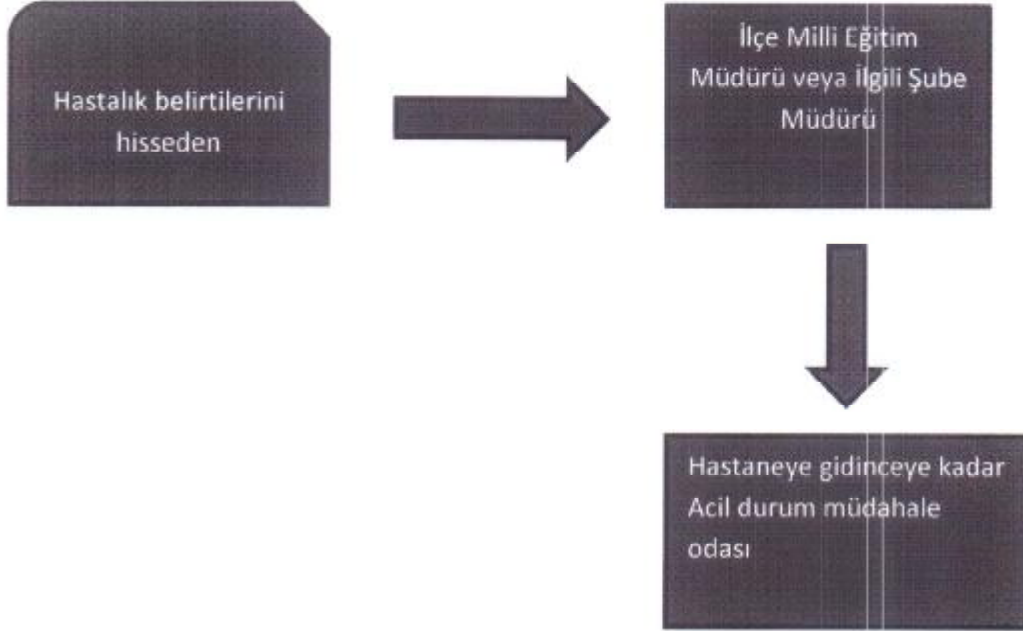 Hastalık belirtilerini
hisseden
İlçe Milli Eğitim
Müdürü veya İlgili Şube
Müdürü
Hastaneye gidinceye kadar
Acil durum müdahale
odası